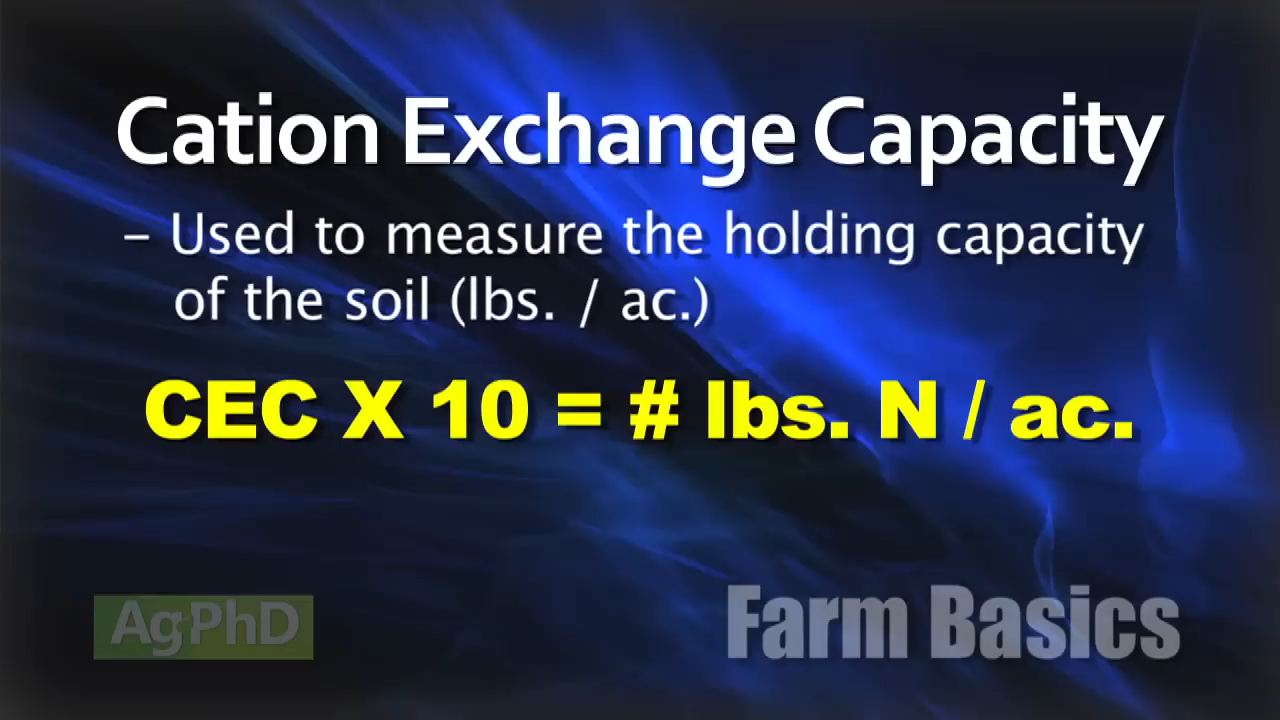 Cation Exchange Capacity
– Used to measure the holding capacity
of the soil (lbs. / ac.)
CEC X 10 = # lbs. N / ac.
AgPhD
Farm Basics